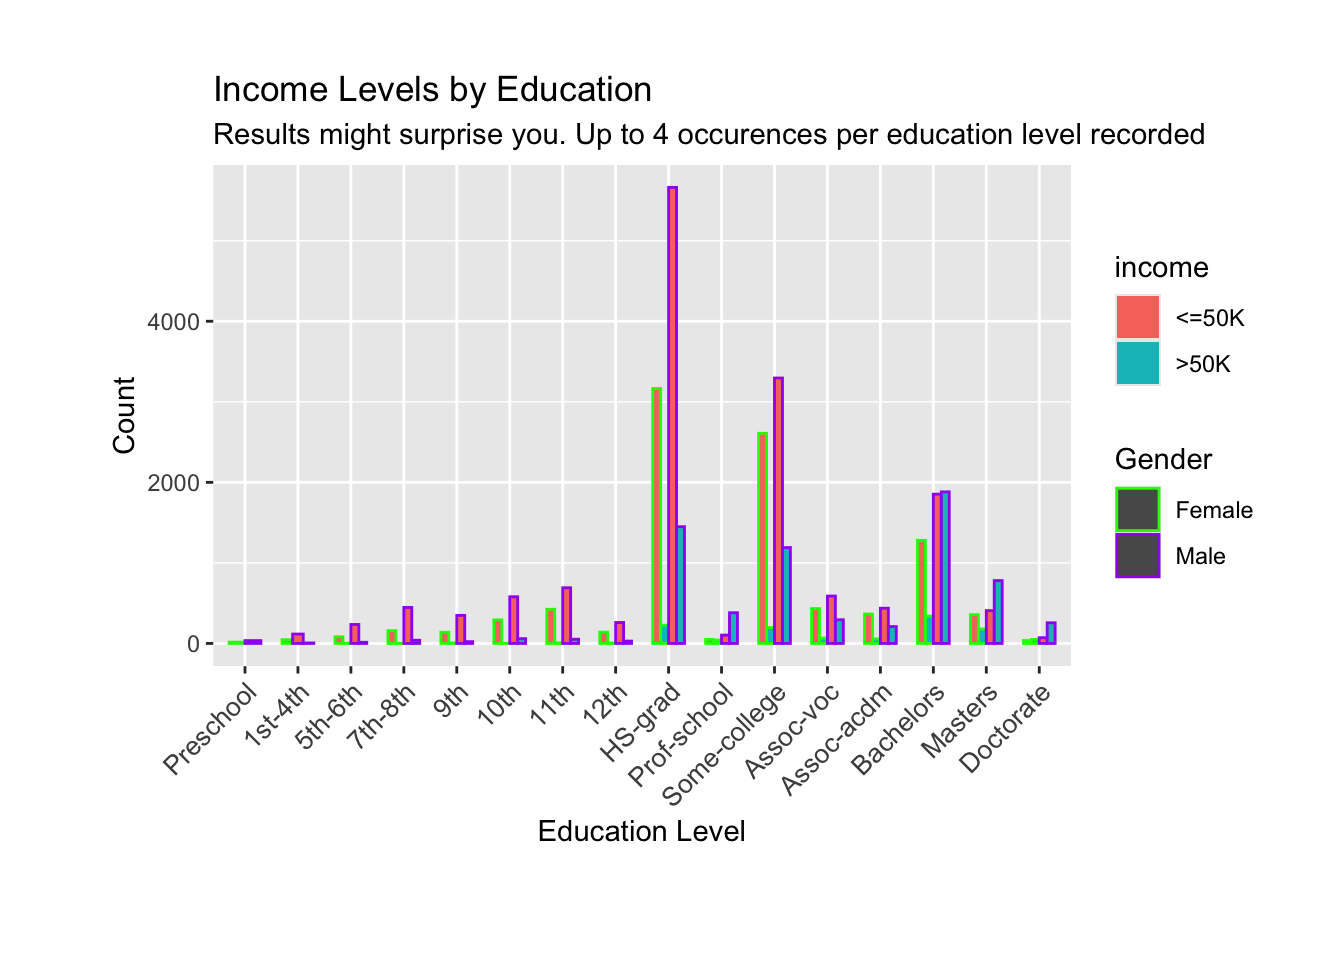 Income Levels by Education
Results might surprise you. Up to 4 occurences per education level recorded
Count
4000
2000
0
Preschool
1st-4th
5th-6th
7th-8th
9th
10th
11th
12th
HS-grad
Prof-school
Some-college
Assoc-voc
Assoc-acdm
Bachelors
Masters
Doctorate
Education Level
income
<=50K
>50K
Gender
Female
Male